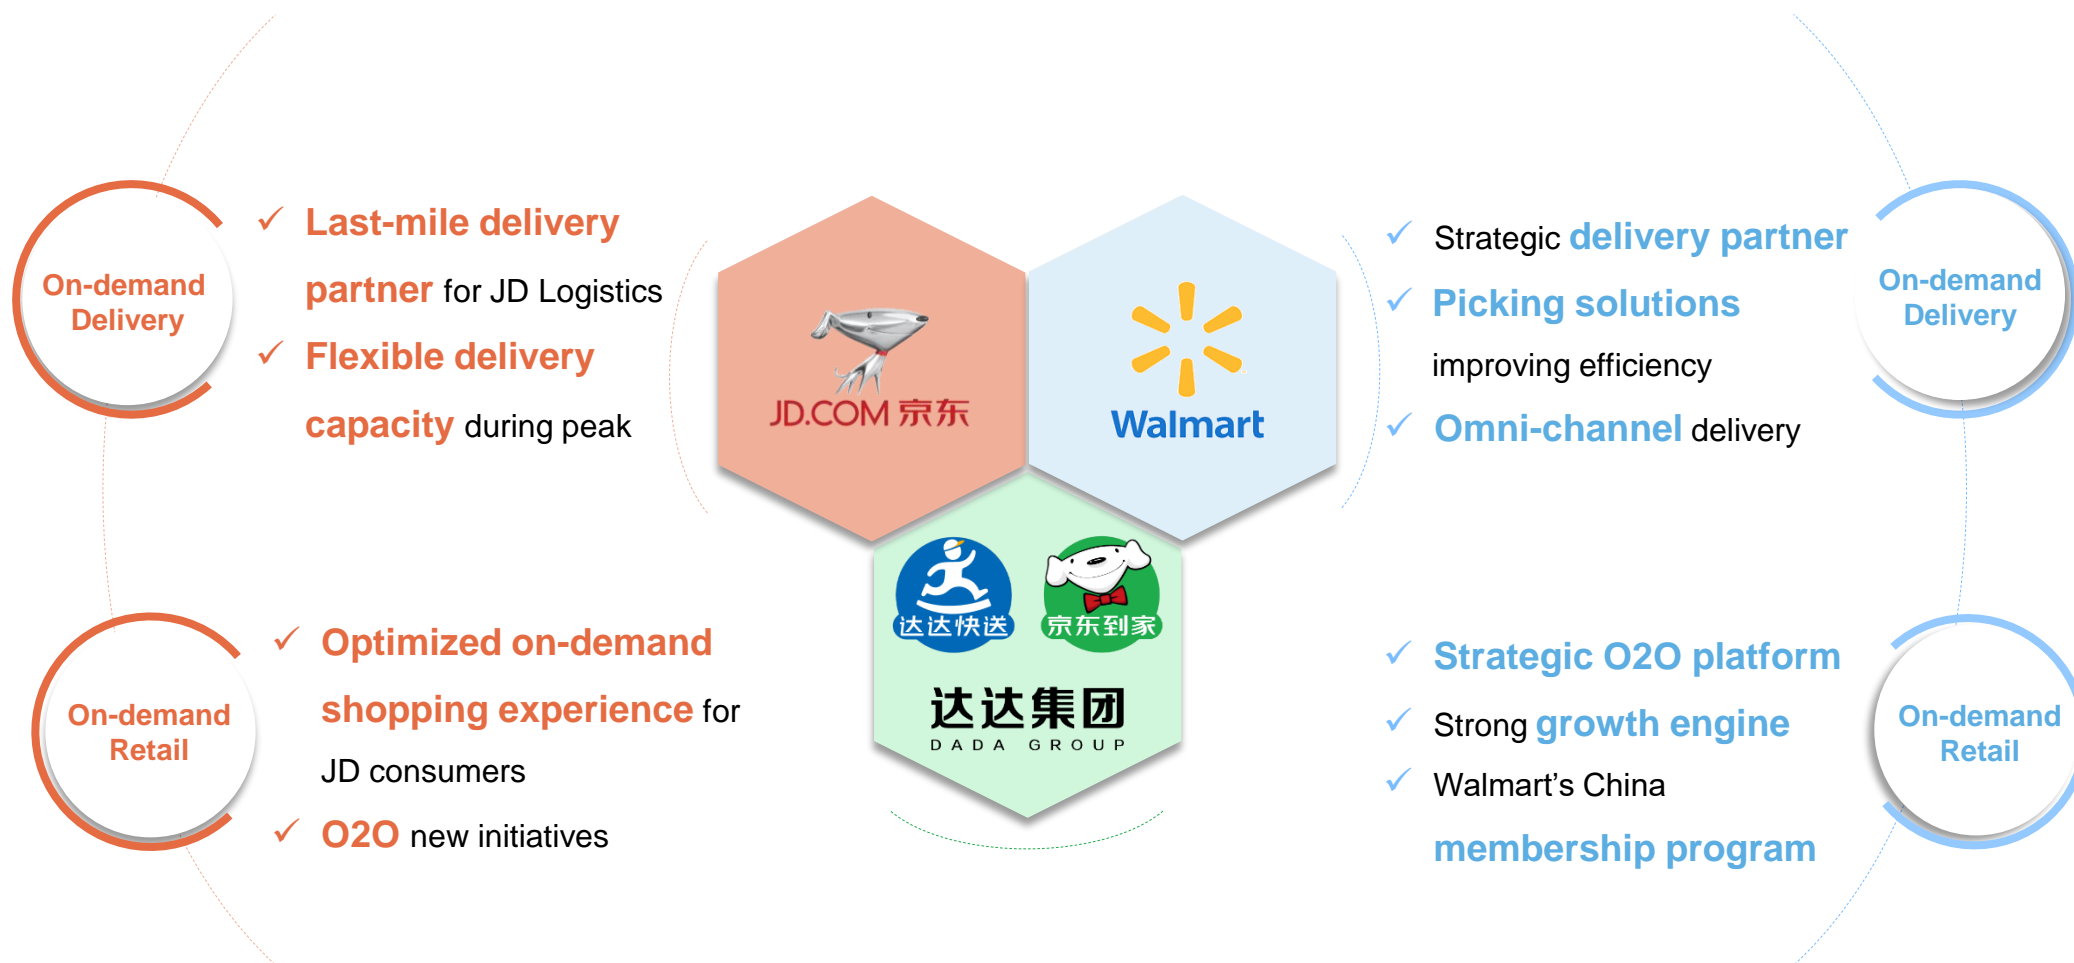 On-demand
Delivery
✓ Last-mile delivery
partner for JD Logistics
✓ Flexible delivery
capacity during peak
On-demand
Retail
✓ Optimized on-demand
shopping experience for
JD consumers
✓ O2O new initiatives
JD.COM 京东
Walmart
达达快送
京东到家
达达集团
DADA GROUP
✓ Strategic delivery partner
✓ Picking solutions
improving efficiency
✓ Omni-channel delivery
On-demand
Delivery
✓ Strategic O2O platform
✓ Strong growth engine
✓ Walmart’s China
membership program
On-demand
Retail